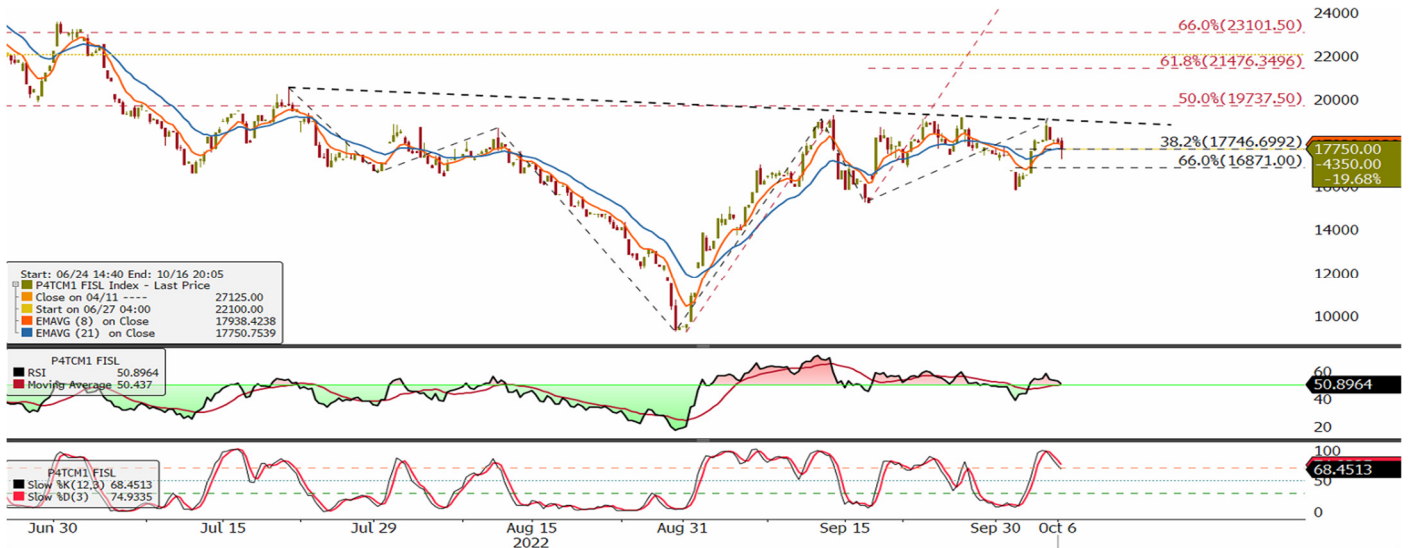 24000
66.0%(23101.50)
22000
61.8%(21476.3496)
20000
50.0%(19737.50)
38.2%(17746.6992)
17750.00
66.0%(16871.00)
-4350.00
-19.68%
14000
12000
10000
Start: 06/24 14:40 End: 10/16 20:05
P4TCM1 FISL Index - Last Price
Close on 04/11 ---- 27125.00
Start on 06/27 04:00 22100.00
EMAVG (8) on Close 17938.4238
EMAVG (21) on Close 17750.7539
P4TCM1 FISL
RSI 50.8964
Moving Average 50.437
60
50.8964
40
20
P4TCM1 FISL
Slow %K(12,3) 68.4513
Slow %D(3) 74.9335
100
68.4513
50
0
Jun 30 Jul 15 Jul 29 Aug 15 Aug 31 Sep 15 Sep 30 Oct 6
2022